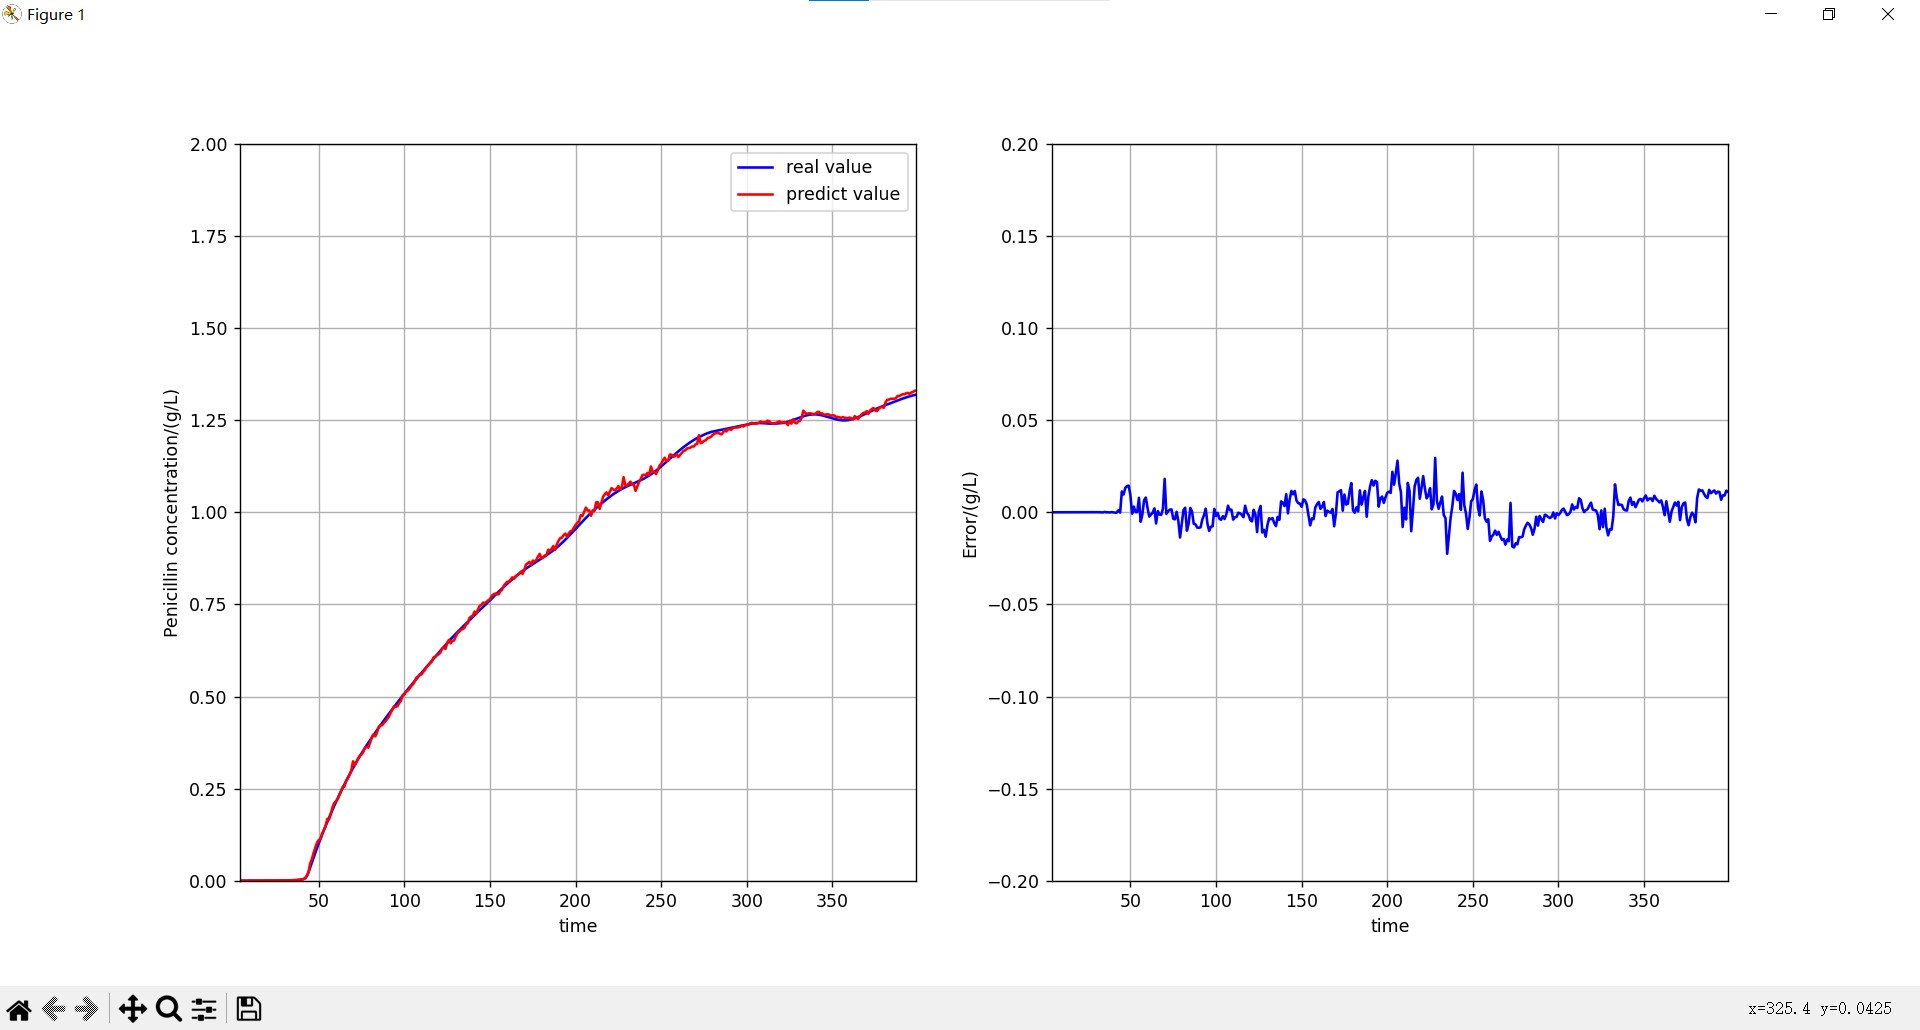 Figure 1
2.00
1.75
1.50
1.25
1.00
0.75
0.50
0.25
0.00
Penicillin concentration/(g/L)
real value
predict value
50 100 150 200 250 300 350
time
0.20
0.15
0.10
0.05
0.00
−0.05
−0.10
−0.15
−0.20
Error/(g/L)
50 100 150 200 250 300 350
time
x=325.4 y=0.0425